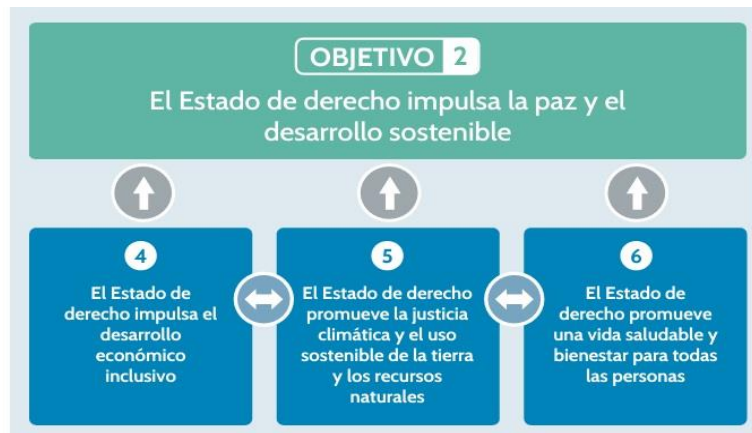 OBJETIVO 2
El Estado de derecho impulsa la paz y el
desarrollo sostenible
4
El Estado de
derecho impulsa el
desarrollo
económico
inclusivo
5
El Estado de derecho
promueve la justicia
climática y el uso
sostenible de la tierra
y los recursos
naturales
6
El Estado de
derecho promueve
una vida saludable y
bienestar para todas
las personas